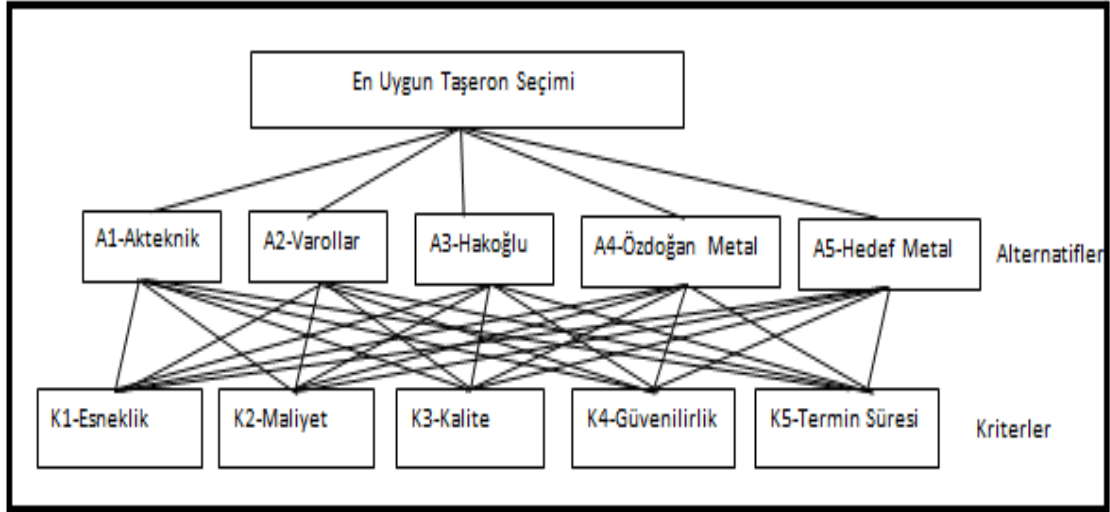 En Uygun Taşeron Seçimi
A1-Akteknik
A2-Varollar
A3-Hakoğlu
A4-Özdoğan Metal
A5-Hedef Metal
Alternatifler
K1-Esneklik
K2-Maliyet
K3-Kalite
K4-Güvenilirlik
K5-Termin Süresi
Kriterler